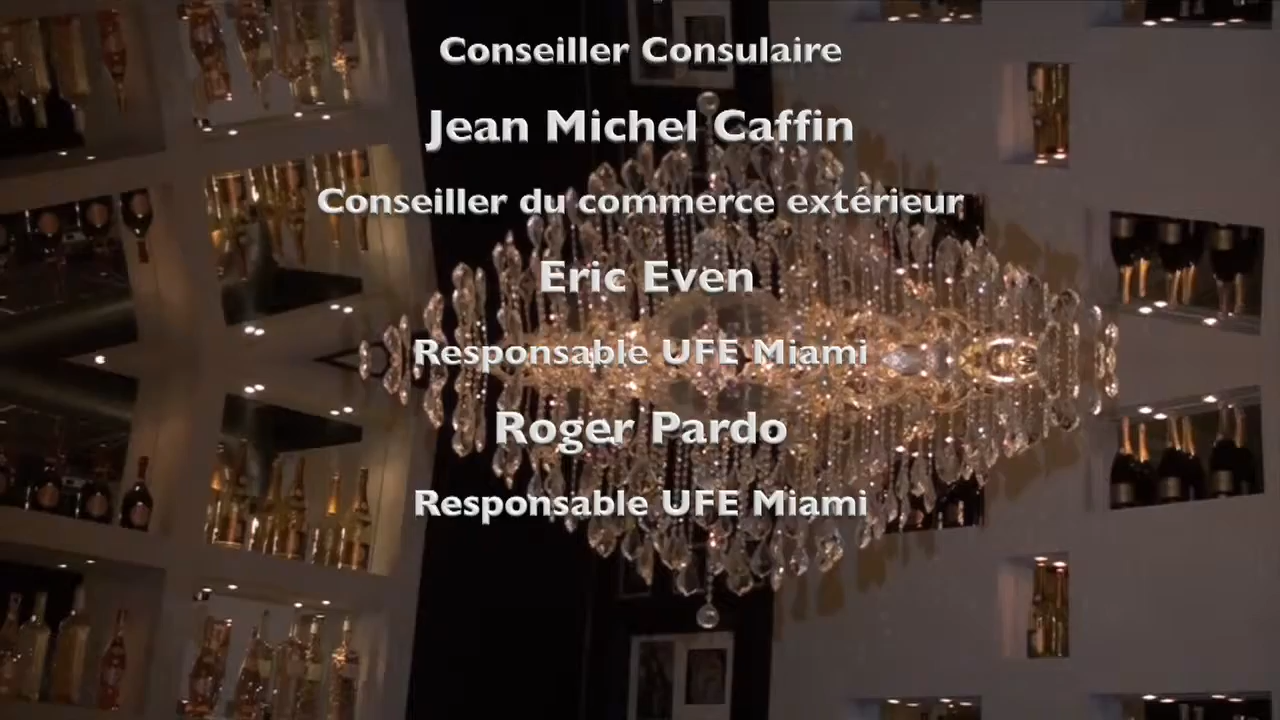 Conseiller Consulaire
Jean Michel Caffin
Conseiller du commerce extérieur
Eric Even
Responsable UFE Miami
Roger Pardo
Responsable UFE Miami